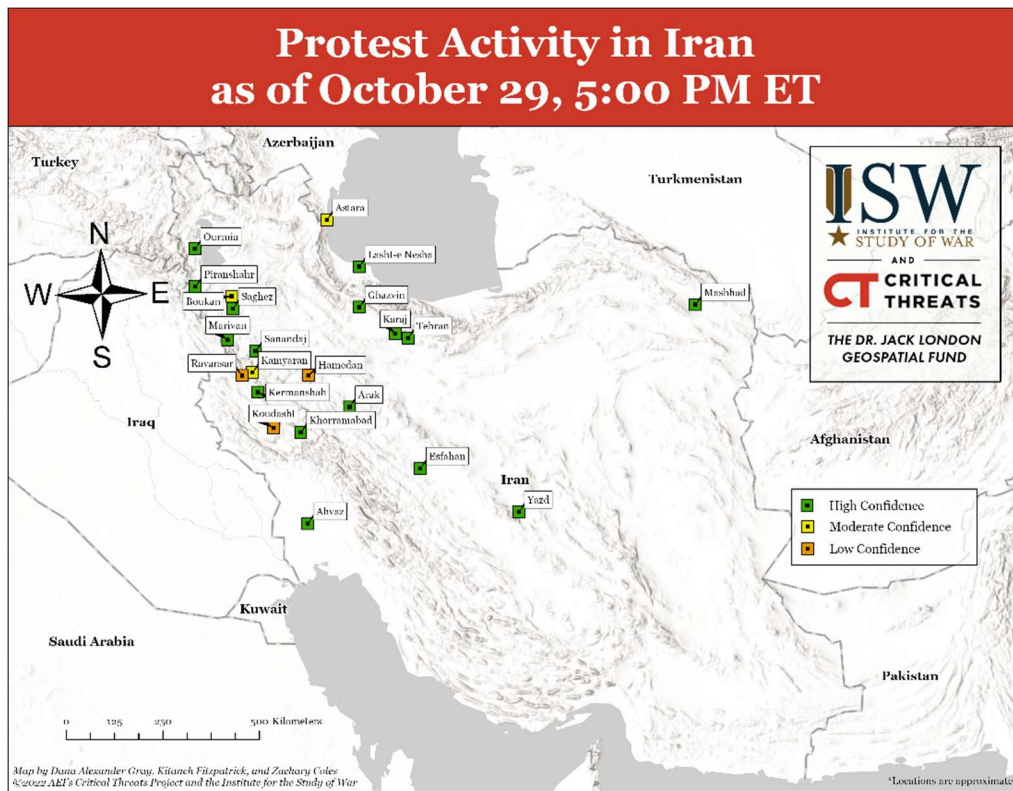 Protest Activity in Iran
as of October 29, 5:00 PM ET
Azerbaijan
Turkey
Turkmenistan
ISW
INSTITUTE FOR THE
STUDY OF WAR
AND
CT CRITICAL
THREATS
THE DR. JACK LONDON
GEOSPATIAL FUND
N
W E
S
Astara
Ourmia
Lasht-e Nesha
Piranshahr
Boukan
Saghez
Ghazvin
Mashhad
Marivan
Karaj
Tehran
Sanandaj
Ravansar
Kamyaran
Hamedan
Kermanshah
Arak
Koudasht
Khorramabad
Iraq
Afghanistan
Esfahan
Iran
Yazd
Ahvaz
High Confidence
Moderate Confidence
Low Confidence
Kuwait
Saudi Arabia
Pakistan
0 125 250 500 Kilometers
Map by Dana Alexander Gray, Kitaneh Fitzpatrick, and Zachary Coles
©2022 AEI's Critical Threats Project and the Institute for the Study of War
*Locations are approximate